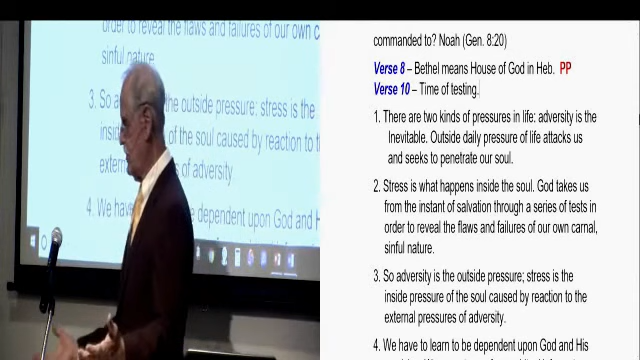 order to reveal the flaws and failures of our own
sinful nature.
3. So the outside pressure; stress is the
of the soul caused by reaction to
of adversity.
4. We have be dependent upon God and
commanded to? Noah (Gen. 8:20)
Verse 8 – Bethel means House of God in Heb. PP
Verse 10 – Time of testing.
1. There are two kinds of pressures in life: adversity is the
Inevitable. Outside daily pressure of life attacks us
and seeks to penetrate our soul.
2. Stress is what happens inside the soul. God takes us
from the instant of salvation through a series of tests in
order to reveal the flaws and failures of our own carnal,
sinful nature.
3. So adversity is the outside pressure; stress is the
inside pressure of the soul caused by reaction to the
external pressures of adversity.
4. We have to learn to be dependent upon God and His